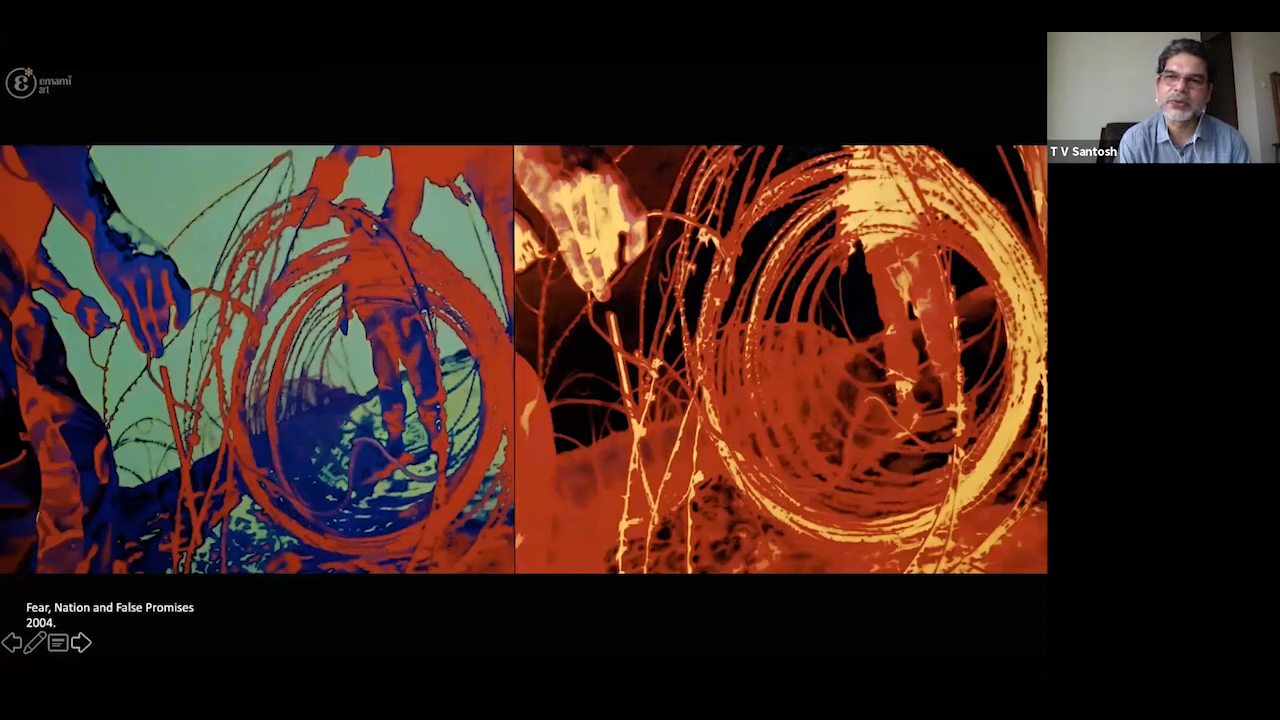 emami
art
T V Santosh
Fear, Nation and False Promises
2004.